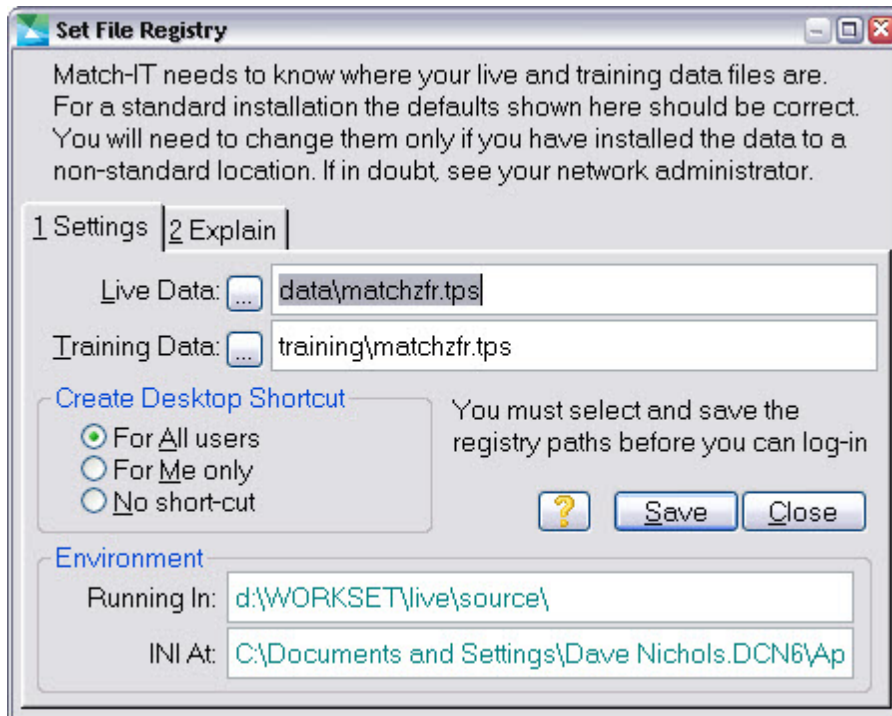 Set File Registry
Match-IT needs to know where your live and training data files are.
For a standard installation the defaults shown here should be correct.
You will need to change them only if you have installed the data to a
non-standard location. If in doubt, see your network administrator.
1 Settings 2 Explain
Live Data: ... data\matchzfr.tps
Training Data: ... training\matchzfr.tps
Create Desktop Shortcut
For All users
For Me only
No short-cut
You must select and save the
registry paths before you can log-in
? Save Close
Environment
Running In: d:\WORKSET\live\source\
INI At: C:\Documents and Settings\Dave Nichols.DCN6\Ap